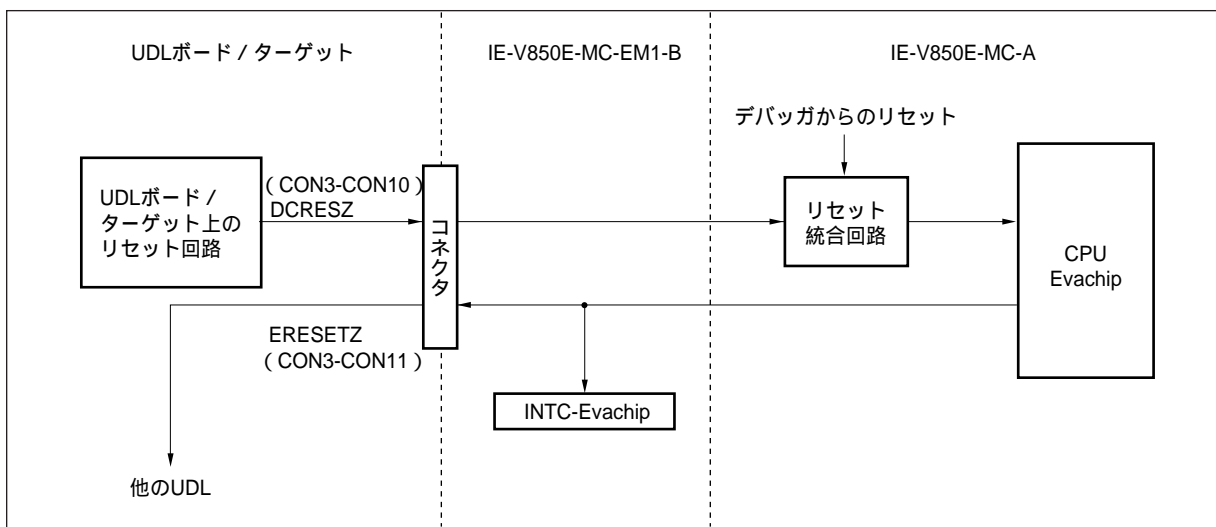 UDLボード / ターゲット
IE-V850E-MC-EM1-B
IE-V850E-MC-A
デバッガからのリセット
UDLボード /
ターゲット上の
リセット回路
(CON3-CON10)
DCRESZ
コネクタ
リセット
統合回路
CPU
Evachip
ERESETZ
(CON3-CON11)
INTC-Evachip
他のUDL